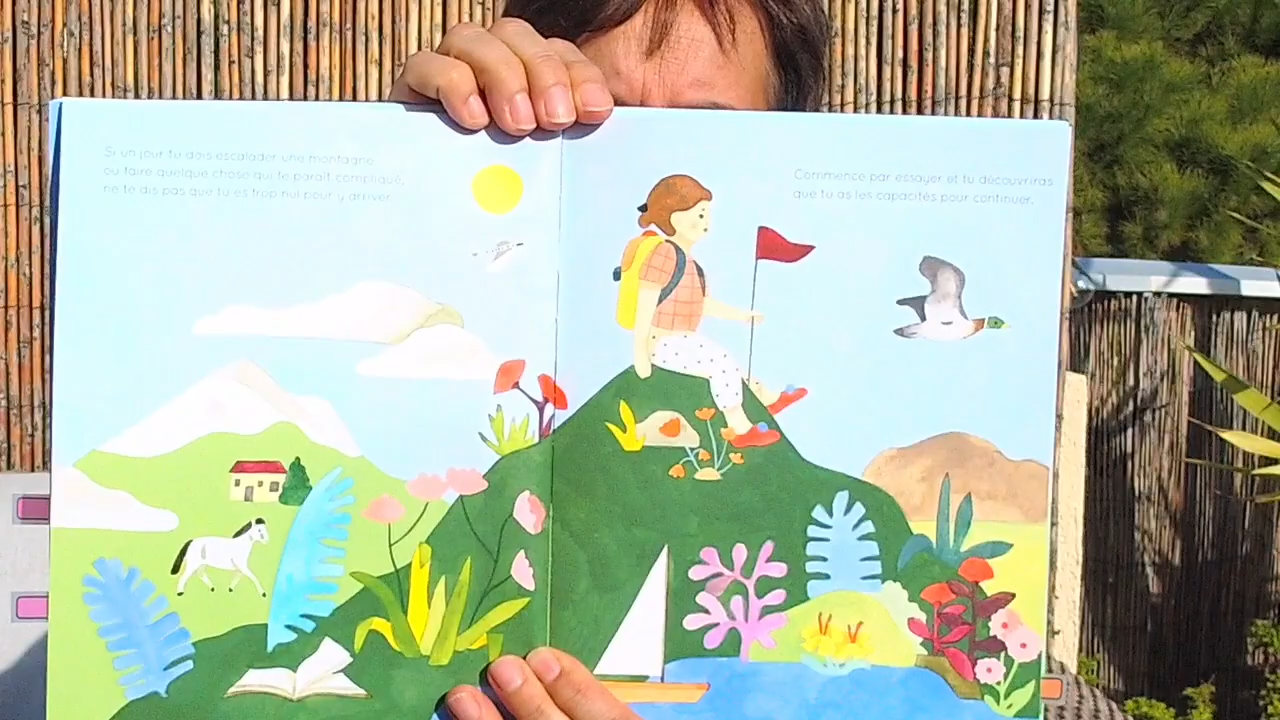 Si un jour tu dois escalader une montagne
ou faire quelque chose qui te paraît compliqué,
ne te dis pas que tu es trop nul pour y arriver.
Commence par essayer et tu découvriras
que tu as les capacités pour continuer.